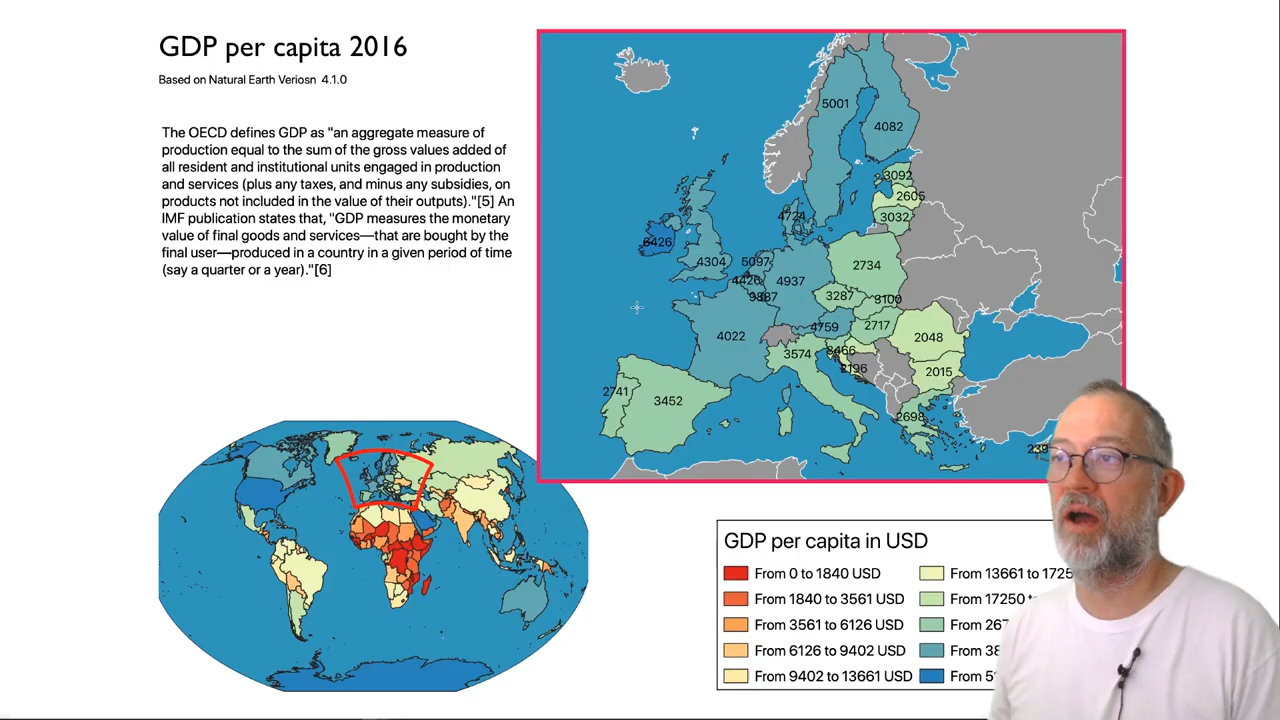 GDP per capita 2016
Based on Natural Earth Veriosn 4.1.0
The OECD defines GDP as "an aggregate measure of
production equal to the sum of the gross values added of
all resident and institutional units engaged in production
and services (plus any taxes, and minus any subsidies, on
products not included in the value of their outputs)."[5] An
IMF publication states that, "GDP measures the monetary
value of final goods and services—that are bought by the
final user—produced in a country in a given period of time
(say a quarter or a year)."[6]
5001
4082
3092
2605
3032
4724
6426
4304
5097
4937
2734
4426
3287
3100
4759
2717
4022
2048
3574
2196
2015
2741
3452
2698
GDP per capita in USD
From 0 to 1840 USD
From 1840 to 3561 USD
From 3561 to 6126 USD
From 6126 to 9402 USD
From 9402 to 13661 USD
From 13661 to
From 17250
From
From
From